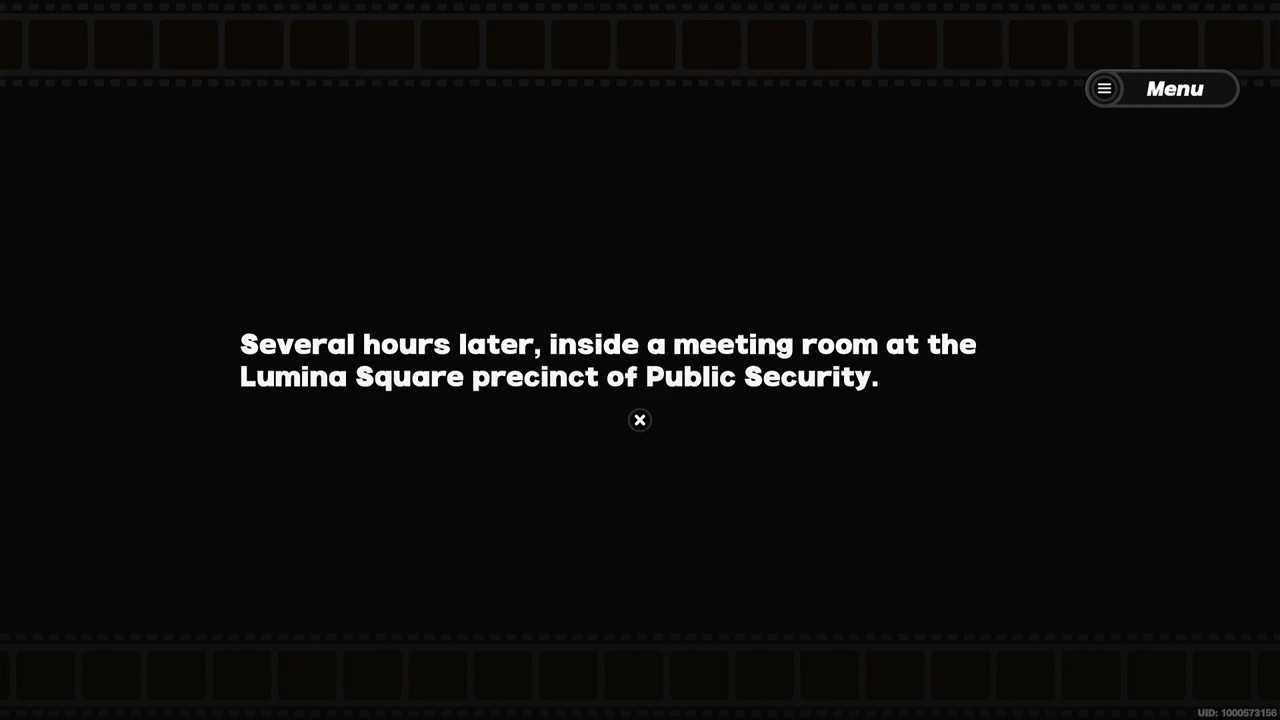 Menu
Several hours later, inside a meeting room at the
Lumina Square precinct of Public Security.
UID: 1000573156